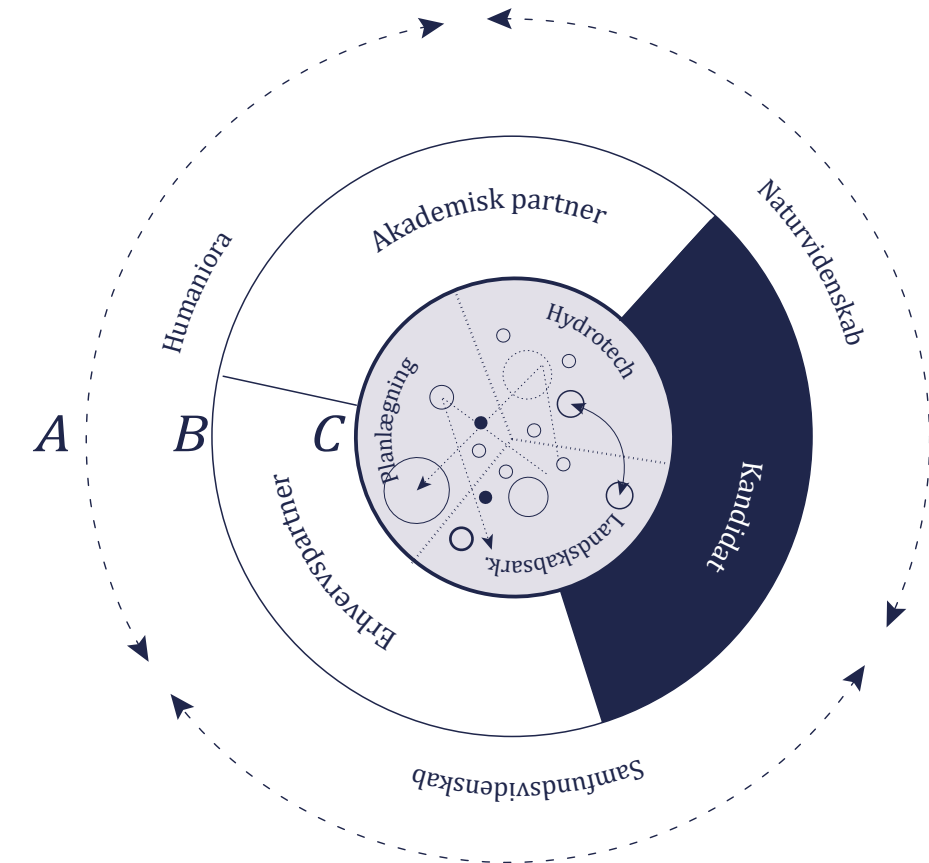 Humaniora
Naturvidenskab
Samfundsvidenskab
Akademisk partner
Kandidat
Erhvervspartner
Hydrotech
Planlægning
Landskabsark.
A
B
C